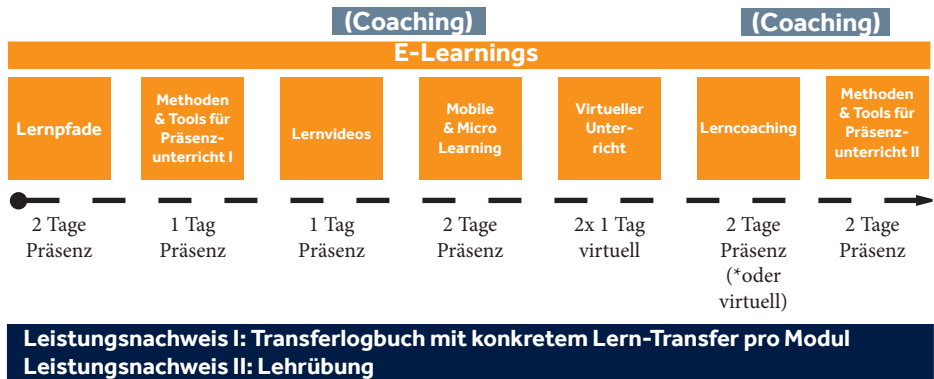 (Coaching)
(Coaching)
E-Learnings
Lernpfade
Methoden
& Tools für
Präsenz-
unterricht I
Lernvideos
Mobile
& Micro
Learning
Virtueller
Unter-
richt
Lerncoaching
Methoden
& Tools für
Präsenz-
unterricht II
2 Tage
Präsenz
1 Tag
Präsenz
1 Tag
Präsenz
2 Tage
Präsenz
2x 1 Tag
virtuell
2 Tage
Präsenz
(*oder
virtuell)
2 Tage
Präsenz
Leistungsnachweis I: Transferlogbuch mit konkretem Lern-Transfer pro Modul
Leistungsnachweis II: Lehrübung